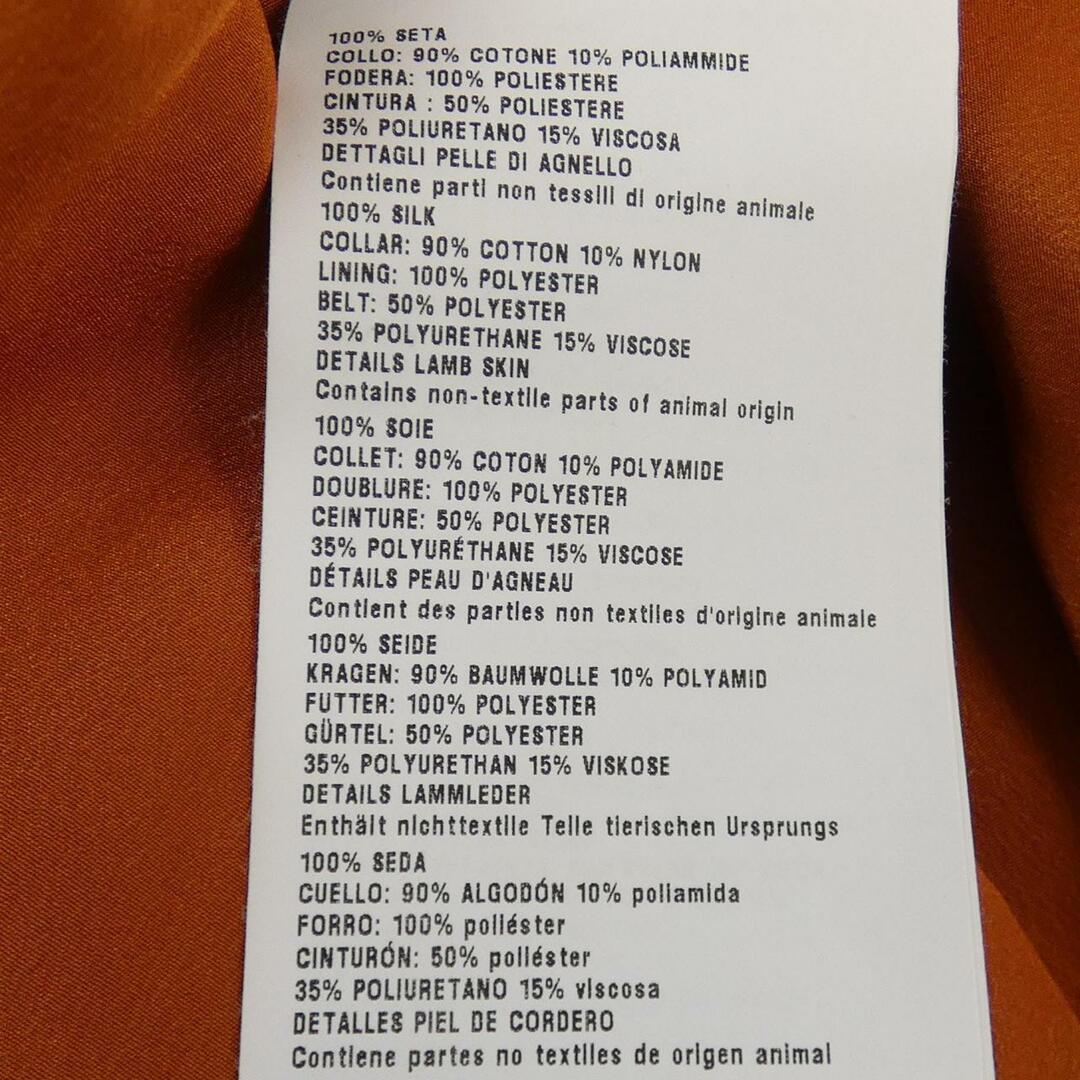 100% SETA
COLLO: 90% COTONE 10% POLIAMMIDE
FODERA: 100% POLIESTERE
CINTURA : 50% POLIESTERE
35% POLIURETANO 15% VISCOSA
DETTAGLI PELLE DI AGNELLO
Contiene parti non tessili di origine animale
100% SILK
COLLAR: 90% COTTON 10% NYLON
LINING: 100% POLYESTER
BELT: 50% POLYESTER
35% POLYURETHANE 15% VISCOSE
DETAILS LAMB SKIN
Contains non-textile parts of animal origin
100% SOIE
COLLET: 90% COTON 10% POLYAMIDE
DOUBLURE: 100% POLYESTER
CEINTURE: 50% POLYESTER
35% POLYURÉTHANE 15% VISCOSE
DÉTAILS PEAU D'AGNEAU
Contient des parties non textiles d'origine animale
100% SEIDE
KRAGEN: 90% BAUMWOLLE 10% POLYAMID
FUTTER: 100% POLYESTER
GÜRTEL: 50% POLYESTER
35% POLYURETHAN 15% VISKOSE
DETAILS LAMMLEDER
Enthält nichttextile Teile tierischen Ursprungs
100% SEDA
CUELLO: 90% ALGODÓN 10% poliamida
FORRO: 100% poliéster
CINTURÓN: 50% poliéster
35% POLIURETANO 15% viscosa
DETALLES PIEL DE CORDERO
Contiene partes no textiles de origen animal